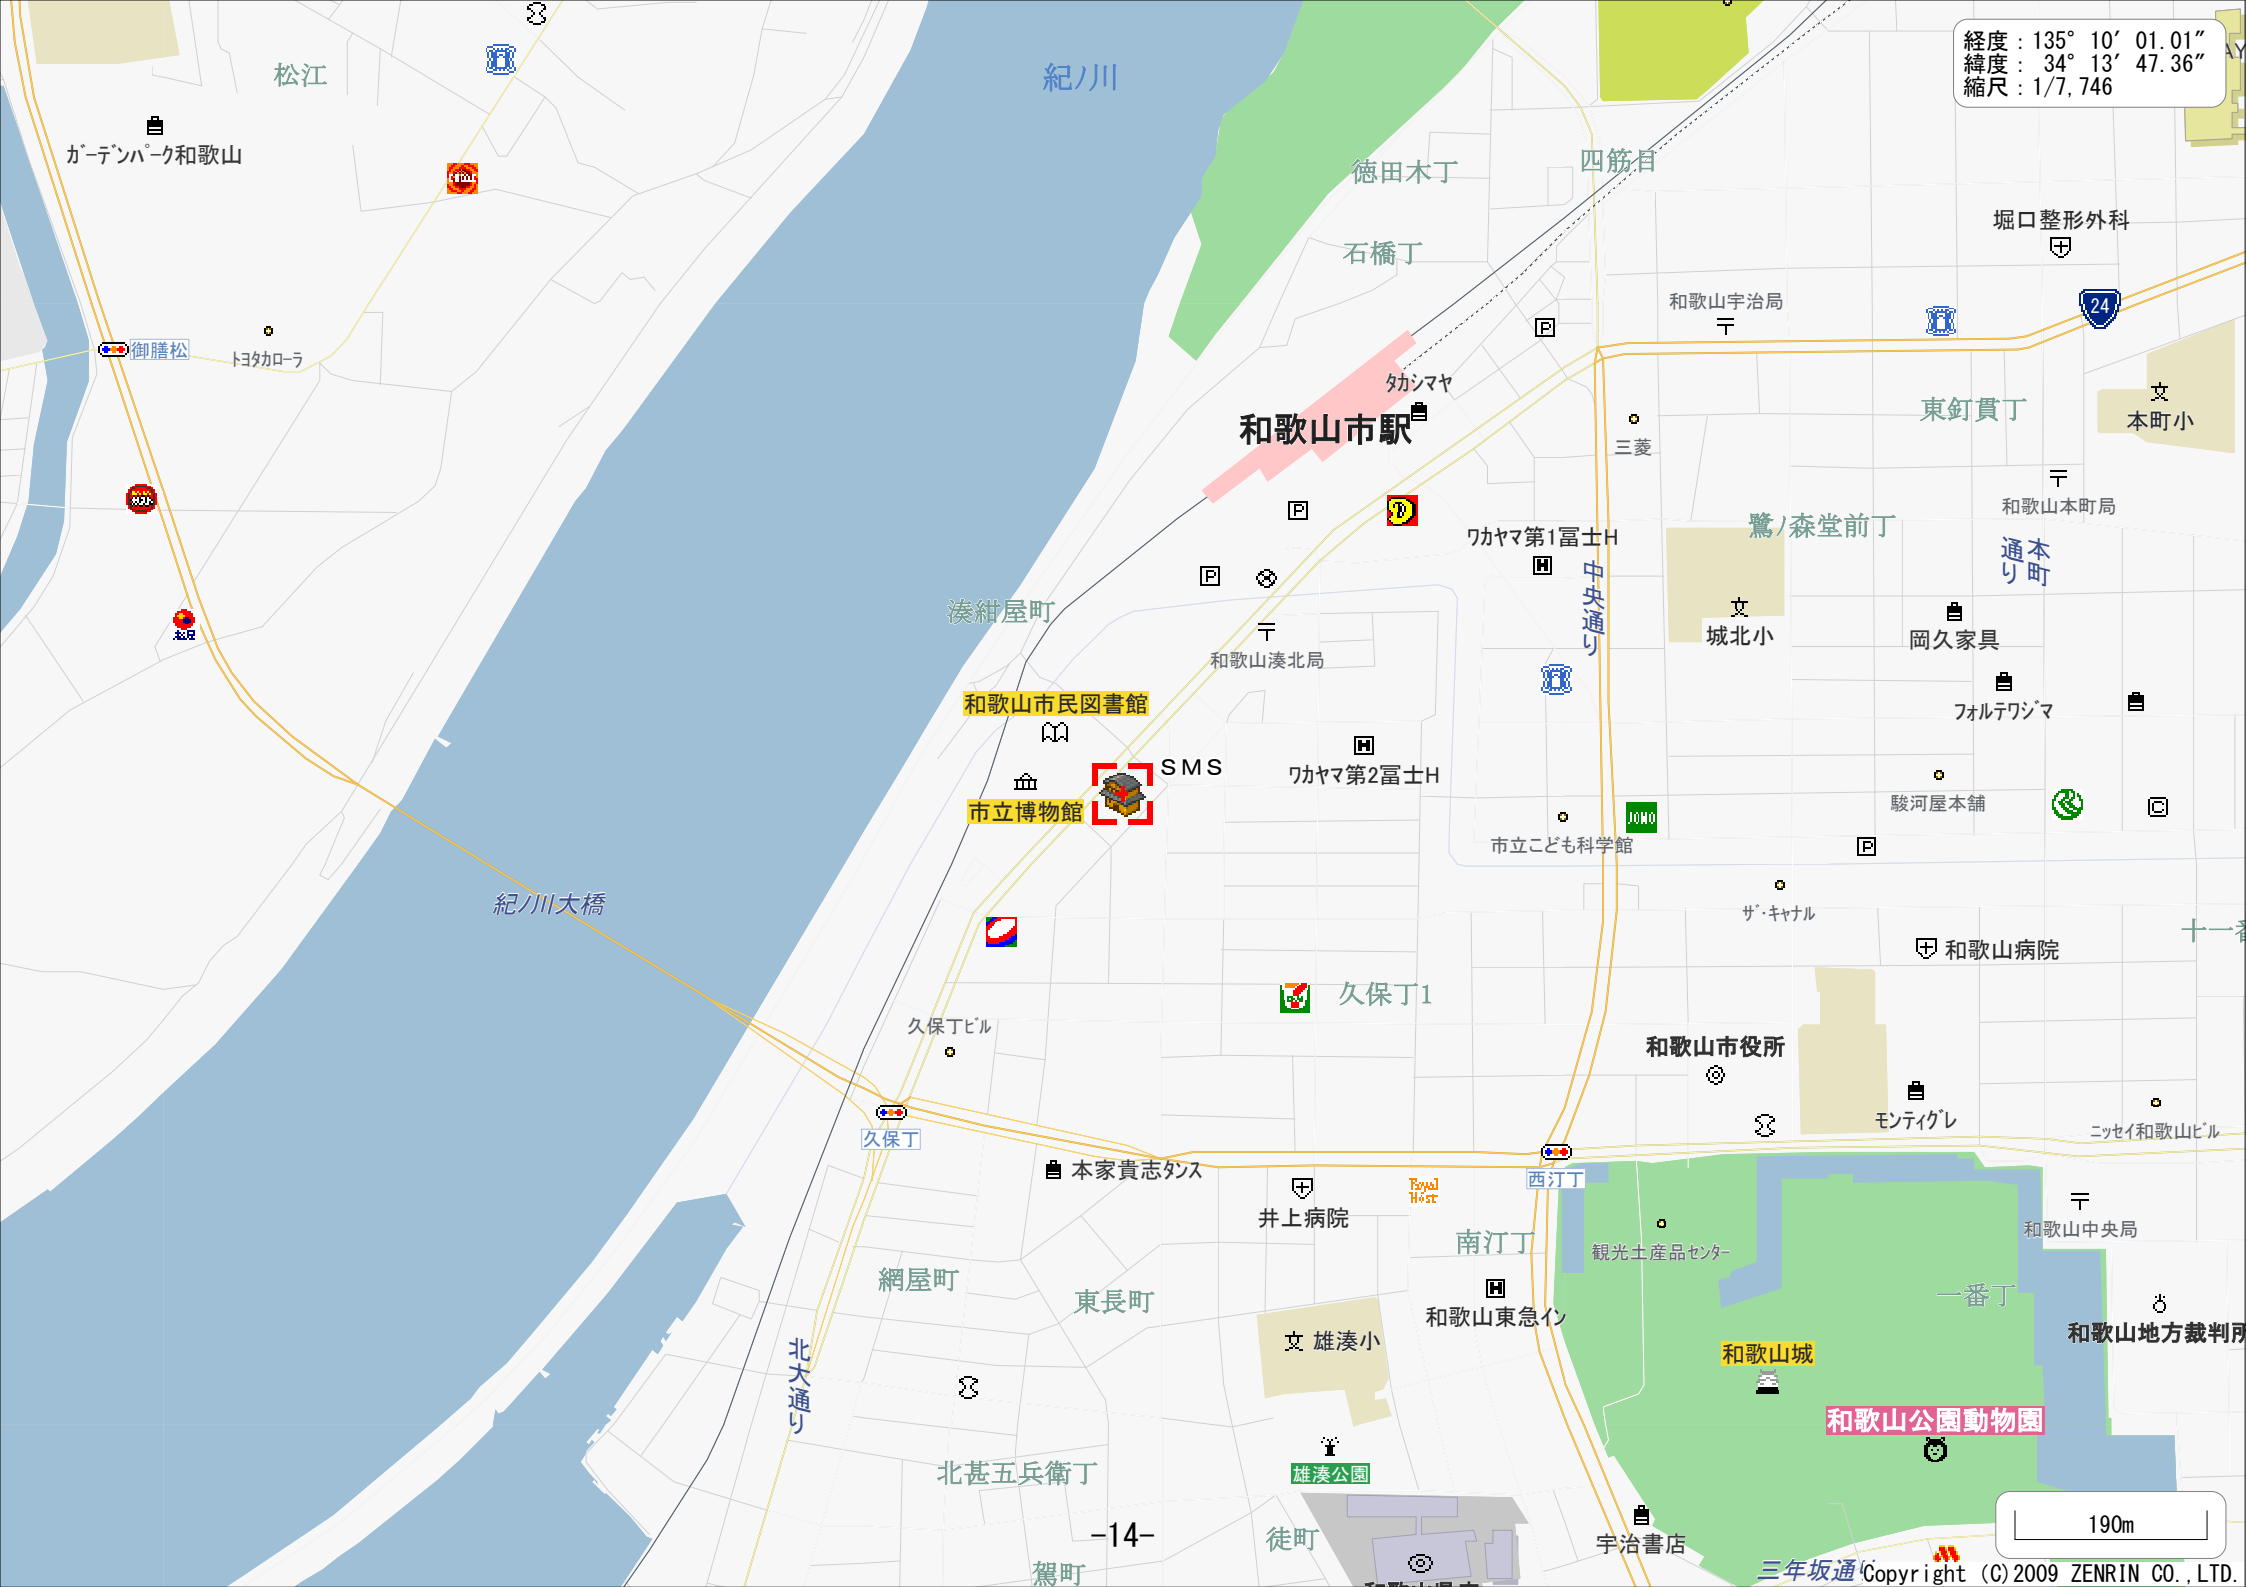 経度：135° 10′ 01.01″
緯度： 34° 13′ 47.36″
縮尺：1/7,746
松江
紀ノ川
ｶﾞｰﾃﾞﾝﾊﾟｰｸ和歌山
徳田木丁
四筋目
堀口整形外科
石橋丁
和歌山宇治局
24
御膳松
ﾄﾖﾀｶﾛｰﾗ
ﾀｶｼﾏﾔ
和歌山市駅
東釘貫丁
本町小
三菱
和歌山本町局
鷺ノ森堂前丁
ﾜｶﾔﾏ第1冨士H
本町
通り
中央通り
湊紺屋町
城北小
岡久家具
和歌山湊北局
和歌山市民図書館
ﾌｫﾙﾃﾜｼﾞﾏ
SMS
ﾜｶﾔﾏ第2冨士H
市立博物館
駿河屋本舗
JOMO
市立こども科学館
紀ノ川大橋
ｻﾞ･ｷｬﾅﾙ
十一番
和歌山病院
久保丁1
久保丁ﾋﾞﾙ
和歌山市役所
久保丁
ﾓﾝﾃｨｸﾞﾚ
ﾆｯｾｲ和歌山ﾋﾞﾙ
本家貴志ﾀﾝｽ
西汀丁
Royal
Host
井上病院
和歌山中央局
南汀丁
観光土産品ｾﾝﾀｰ
網屋町
東長町
一番丁
和歌山東急ｲﾝ
和歌山地方裁判所
雄湊小
北大通り
和歌山城
和歌山公園動物園
北甚五兵衛丁
雄湊公園
-14-
徒町
宇治書店
190m
駕町
三年坂通り
Copyright (C)2009 ZENRIN CO.,LTD.